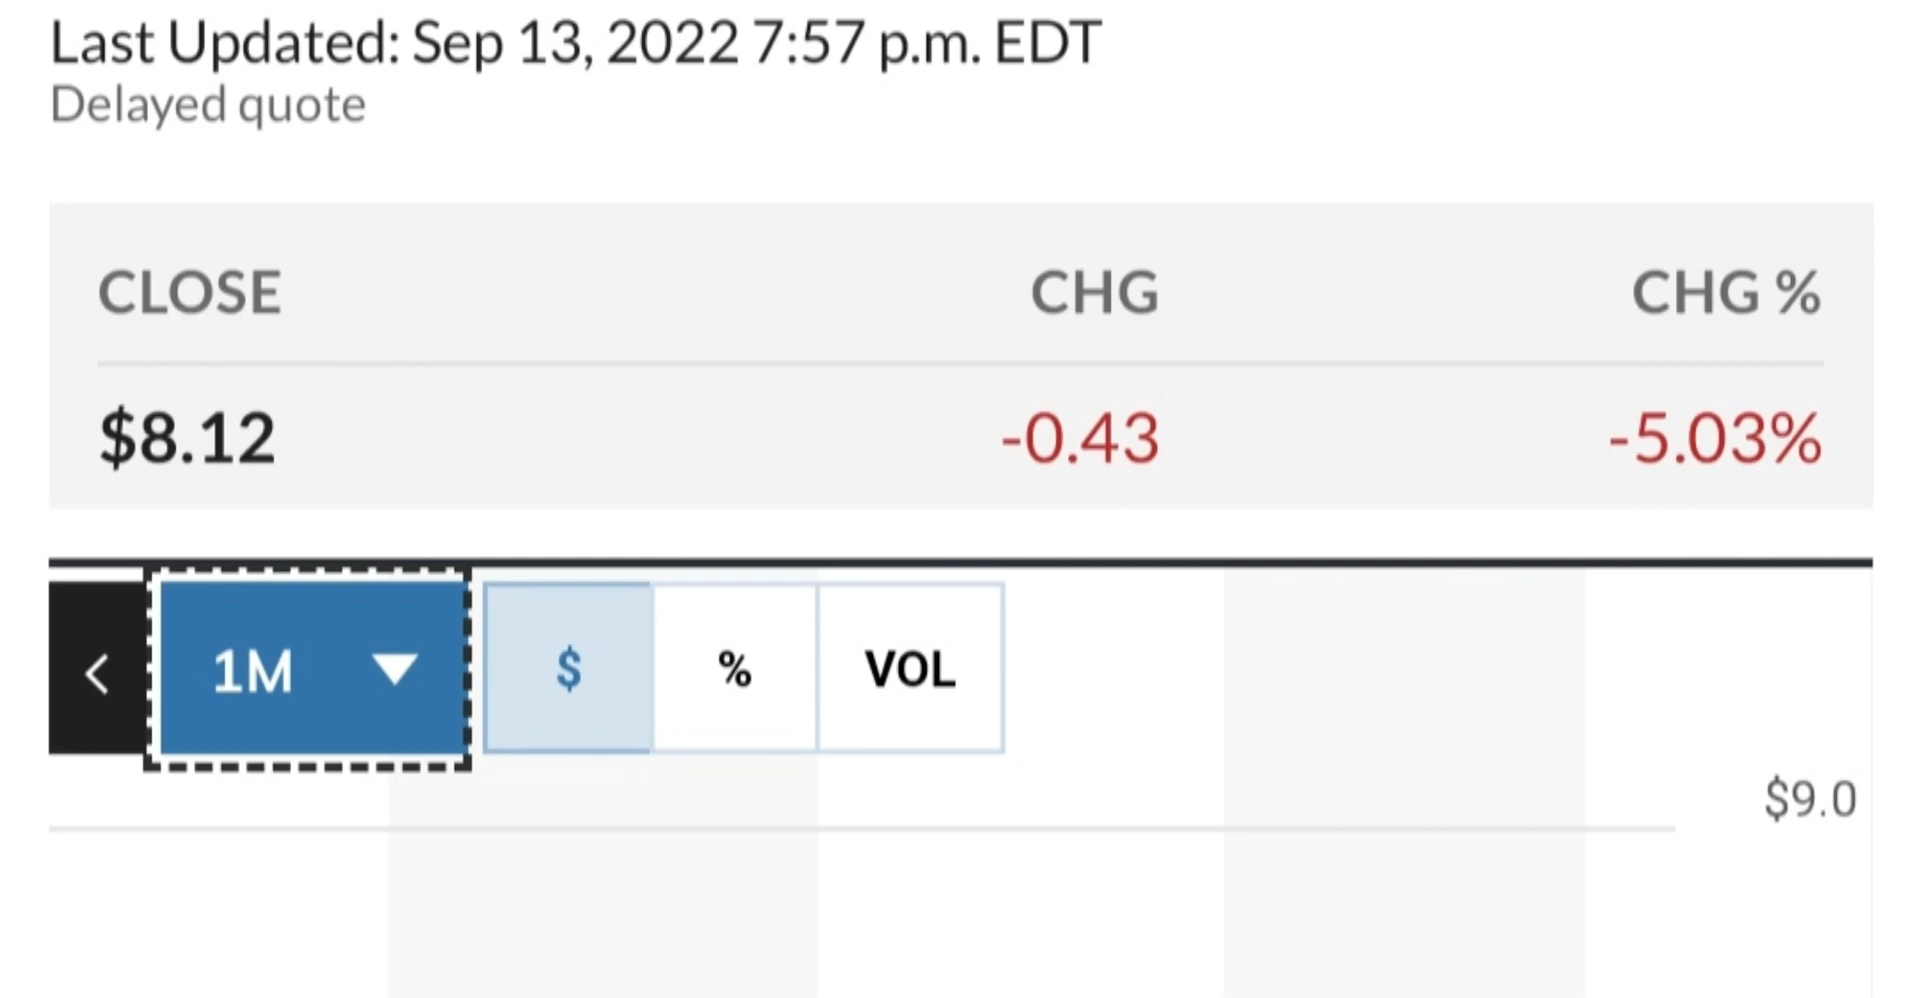 Last Updated: Sep 13, 2022 7:57 p.m. EDT
Delayed quote
CLOSE CHG CHG %
$8.12 -0.43 -5.03%
< 1M $ % VOL
$9.0